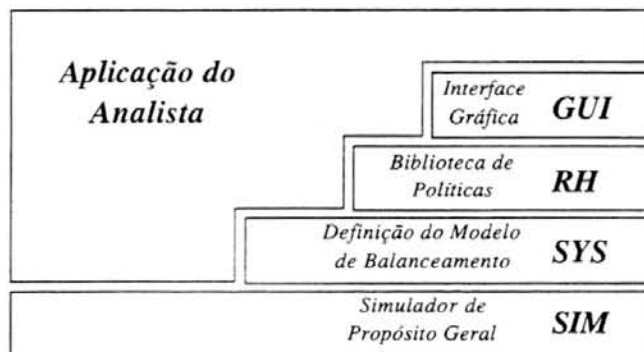 Aplicação do
Analista
Interface
Gráfica
GUI
Biblioteca de
Políticas
RH
Definição do Modelo
de Balanceamento
SYS
Simulador de
Propósito Geral
SIM